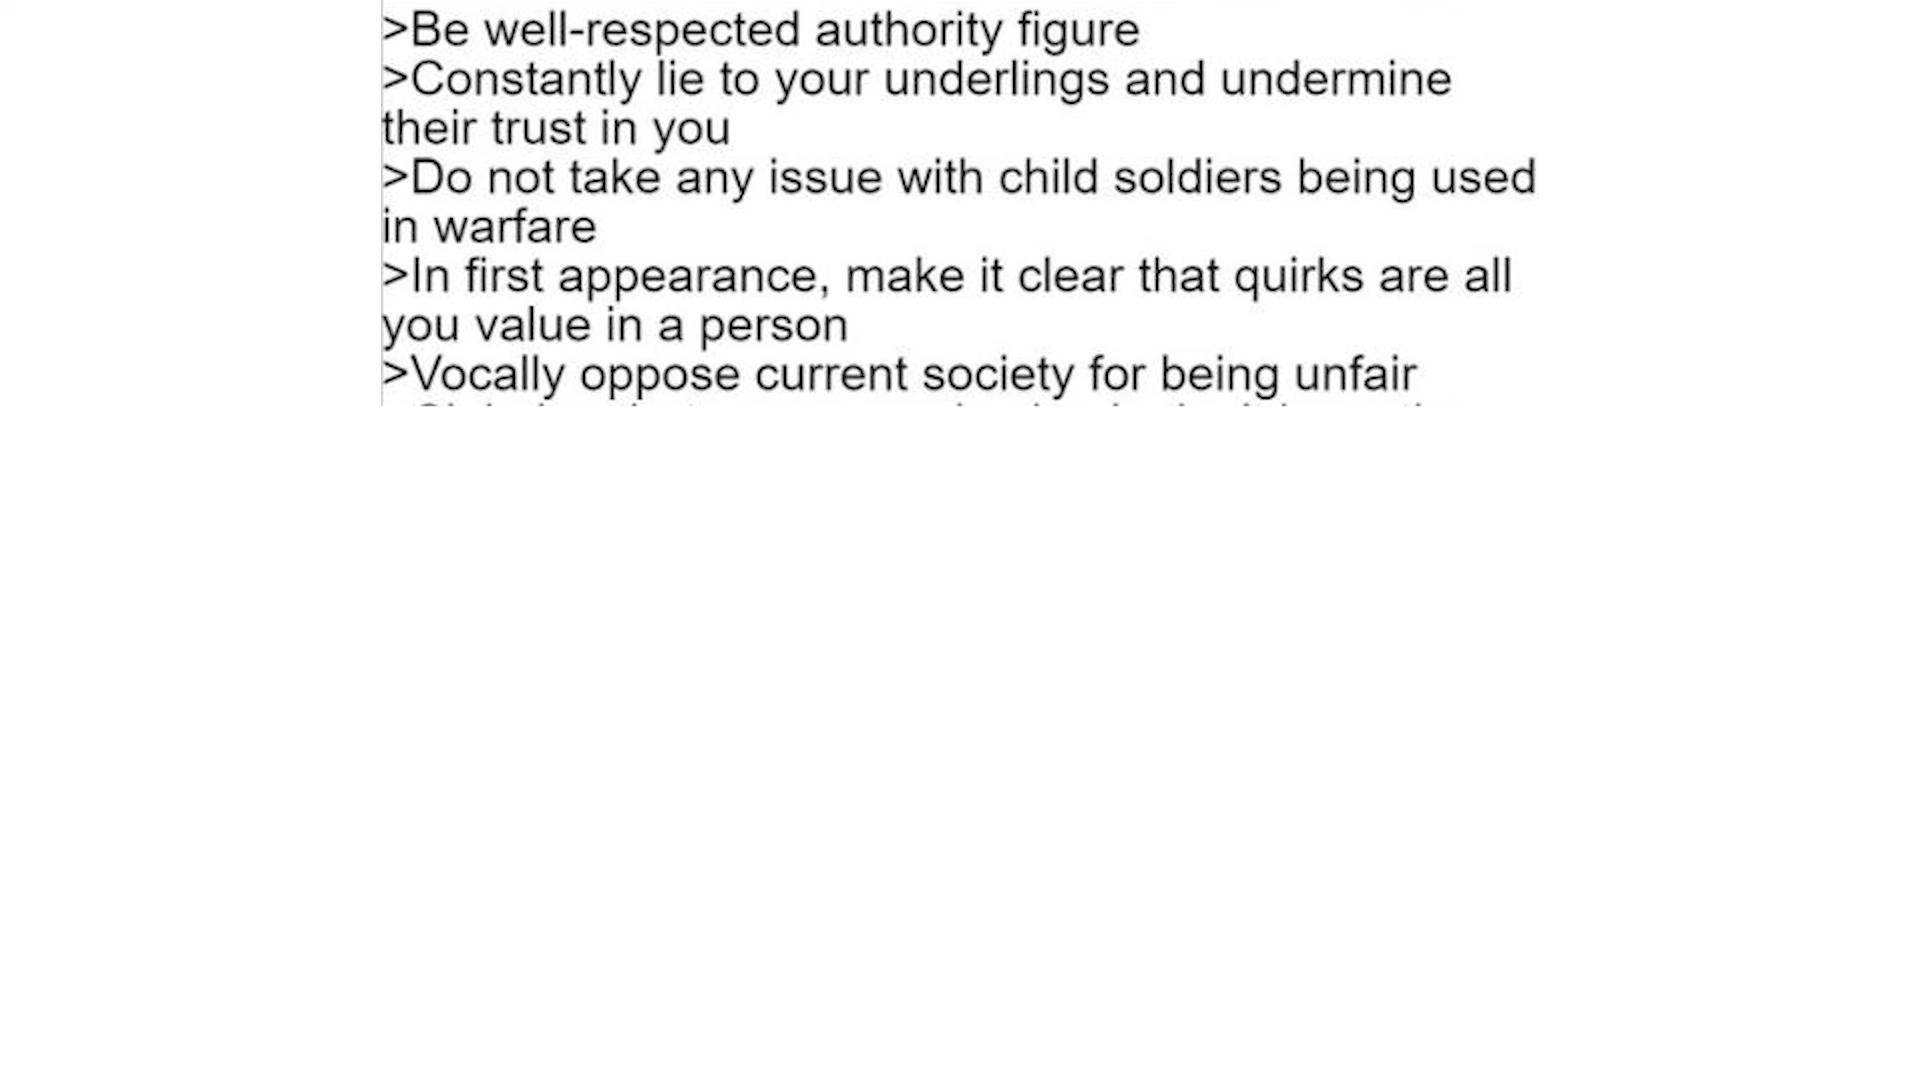 >Be well-respected authority figure
>Constantly lie to your underlings and undermine
their trust in you
>Do not take any issue with child soldiers being used
in warfare
>In first appearance, make it clear that quirks are all
you value in a person
>Vocally oppose current society for being unfair